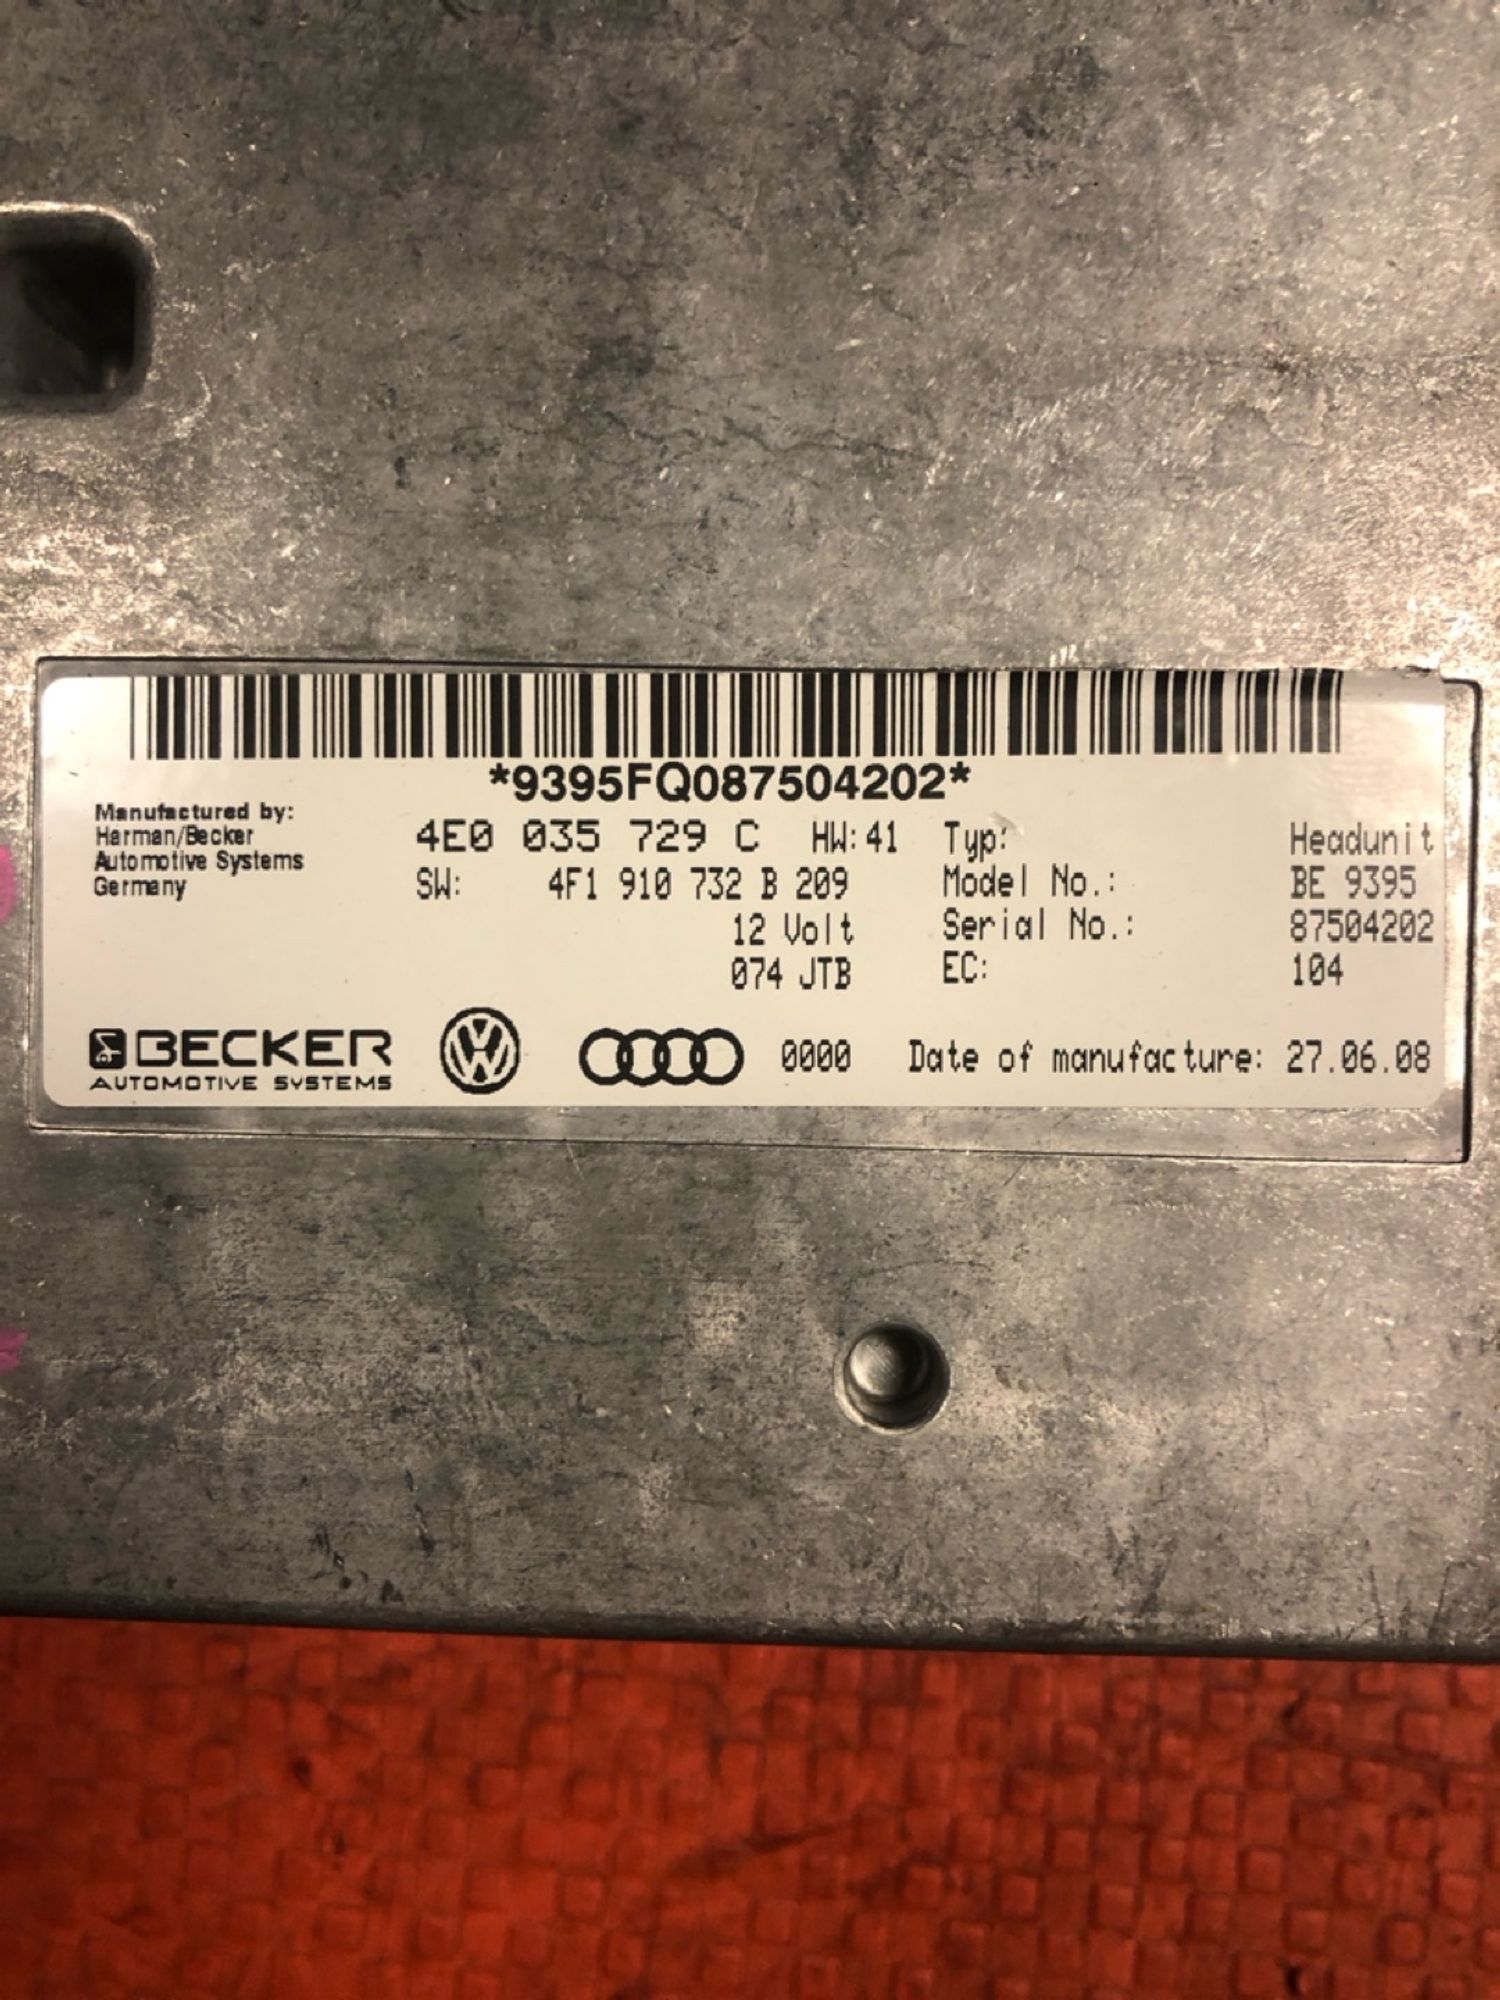 *9395FQ087504202*
Manufactured by:
Harman/Becker
Automotive Systems
Germany
4E0 035 729 C HW: 41 Typ: Headunit
SW: 4F1 910 732 B 209 Model No.: BE 9395
12 Volt Serial No.: 87504202
074 JTB EC: 104
BECKER
AUTOMOTIVE SYSTEMS
VW
0000 Date of manufacture: 27.06.08